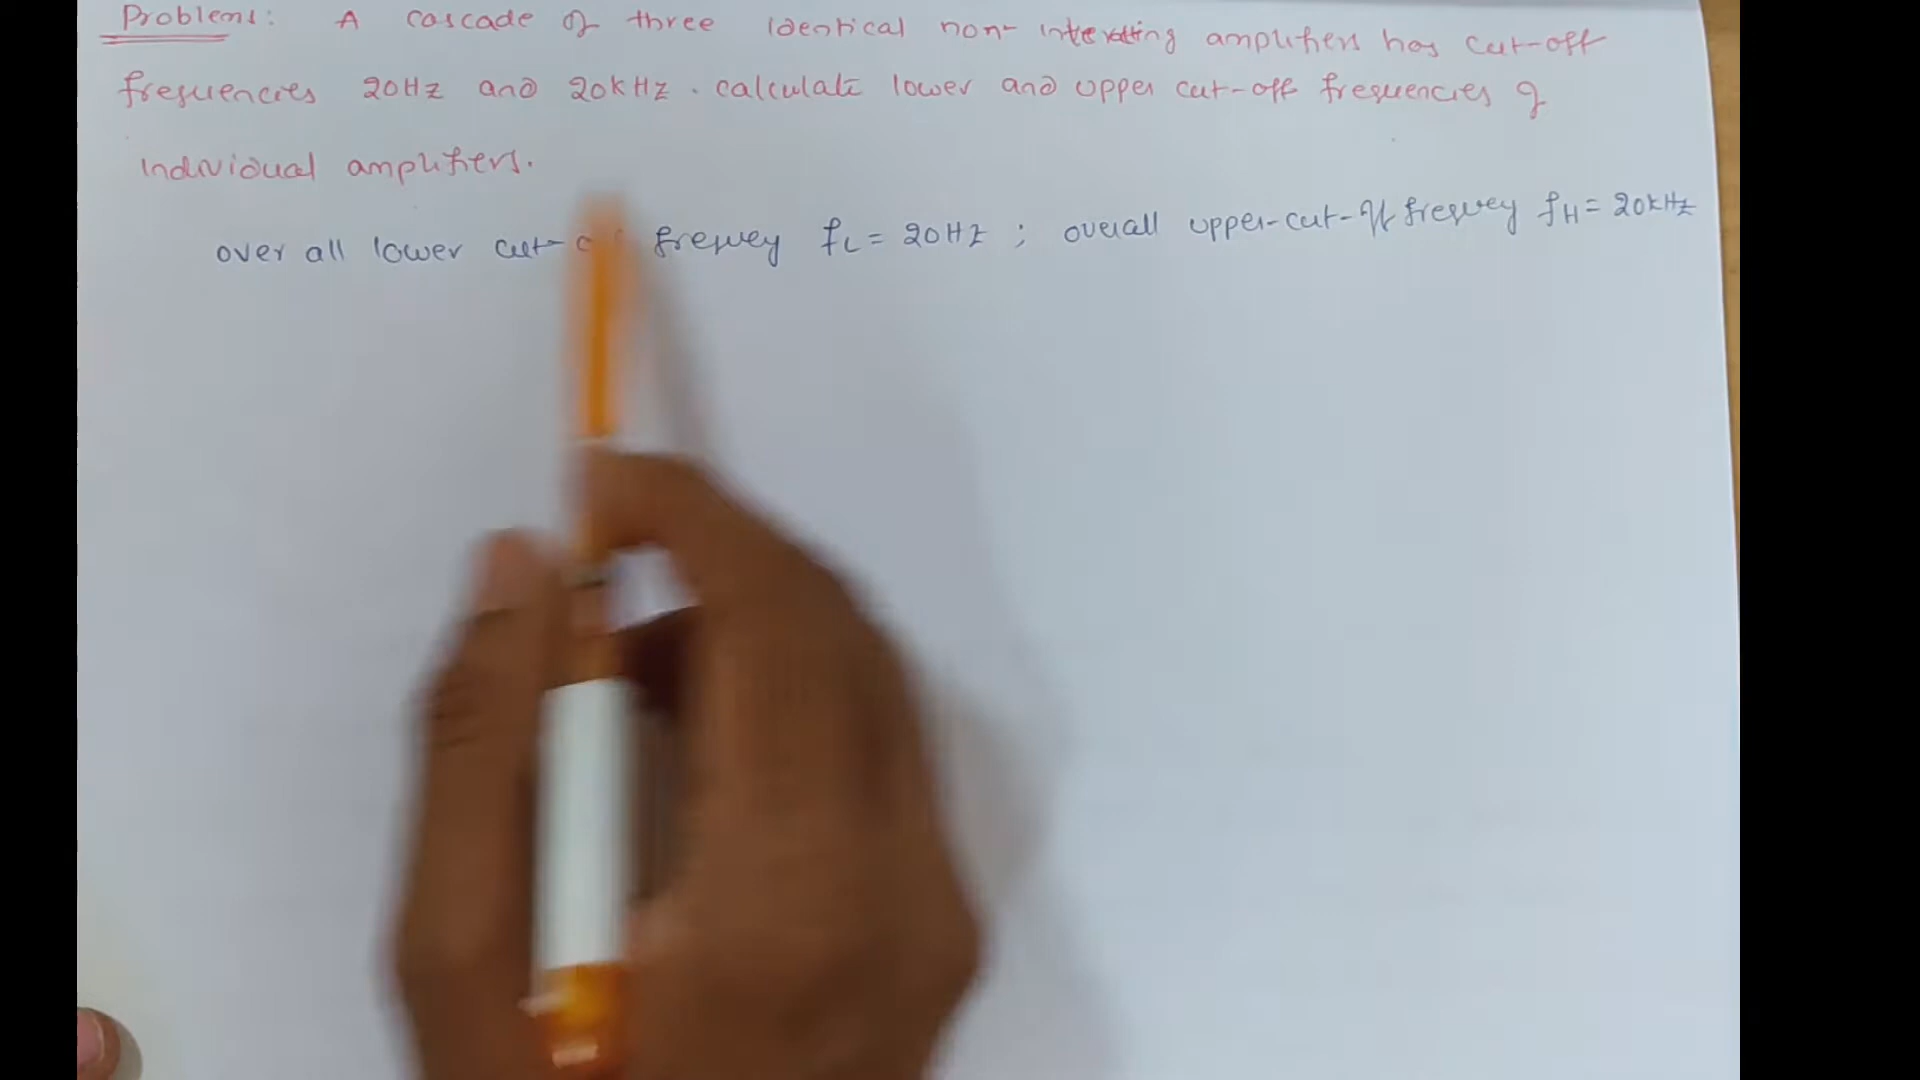 Problems: A cascade of three identical non-interacting amplifiers has cut-off
frequencies 20Hz and 20kHz. calculate lower and upper cut-off frequencies of
individual amplifiers.
over all lower cut- frequency fL = 20HZ ; overall upper-cut-off frequency fH = 20kHz